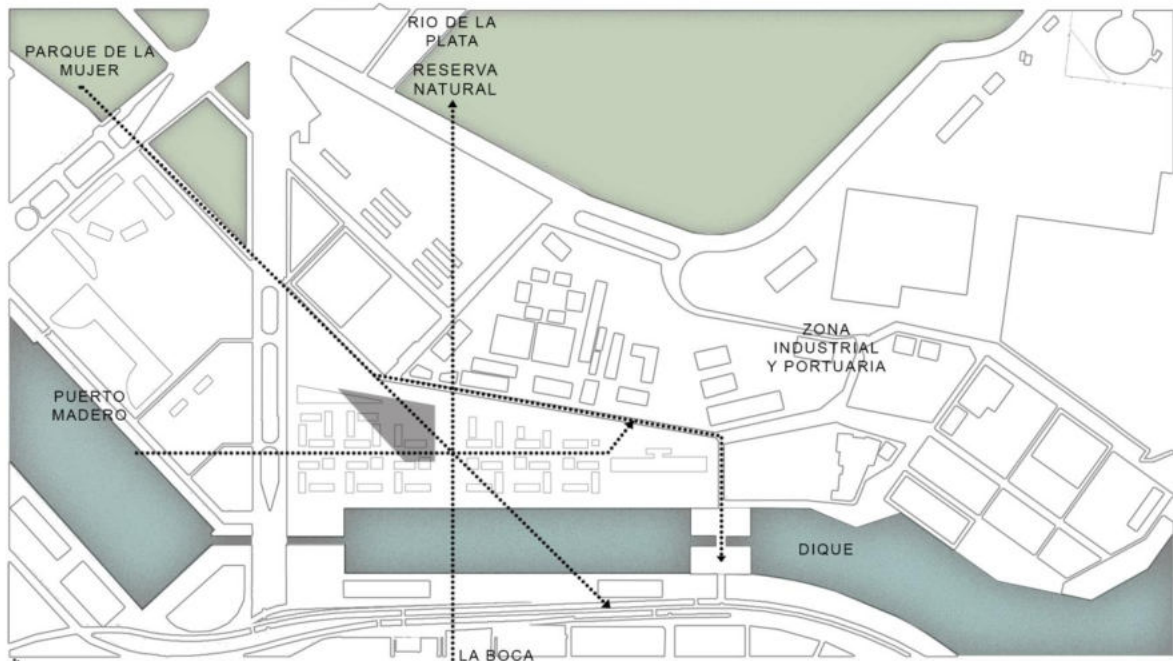 RIO DE LA
PLATA
RESERVA
NATURAL
PARQUE DE LA
MUJER
ZONA
INDUSTRIAL
Y PORTUARIA
PUERTO
MADERO
DIQUE
LA BOCA